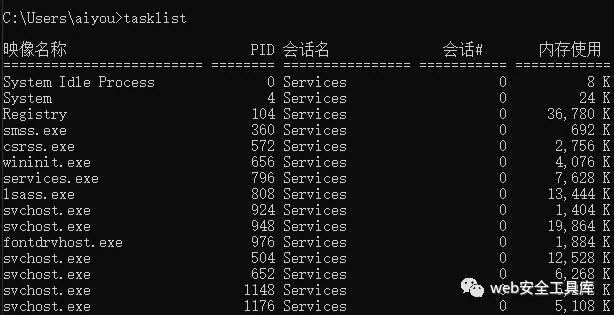 C:\Users\aiyou>tasklist
映像名称 PID 会话名 会话# 内存使用
========================= ======== ================ =========== ============
System Idle Process 0 Services 0 8 K
System 4 Services 0 24 K
Registry 104 Services 0 36,780 K
smss.exe 360 Services 0 692 K
csrss.exe 572 Services 0 2,756 K
wininit.exe 656 Services 0 4,076 K
services.exe 796 Services 0 7,628 K
lsass.exe 808 Services 0 13,444 K
svchost.exe 924 Services 0 1,404 K
svchost.exe 948 Services 0 19,864 K
fontdrvhost.exe 976 Services 0 1,884 K
svchost.exe 504 Services 0 12,528 K
svchost.exe 652 Services 0 6,268 K
svchost.exe 1148 Services 0 K
svchost.exe 1176 Services 0 5,108 K
web安全工具库